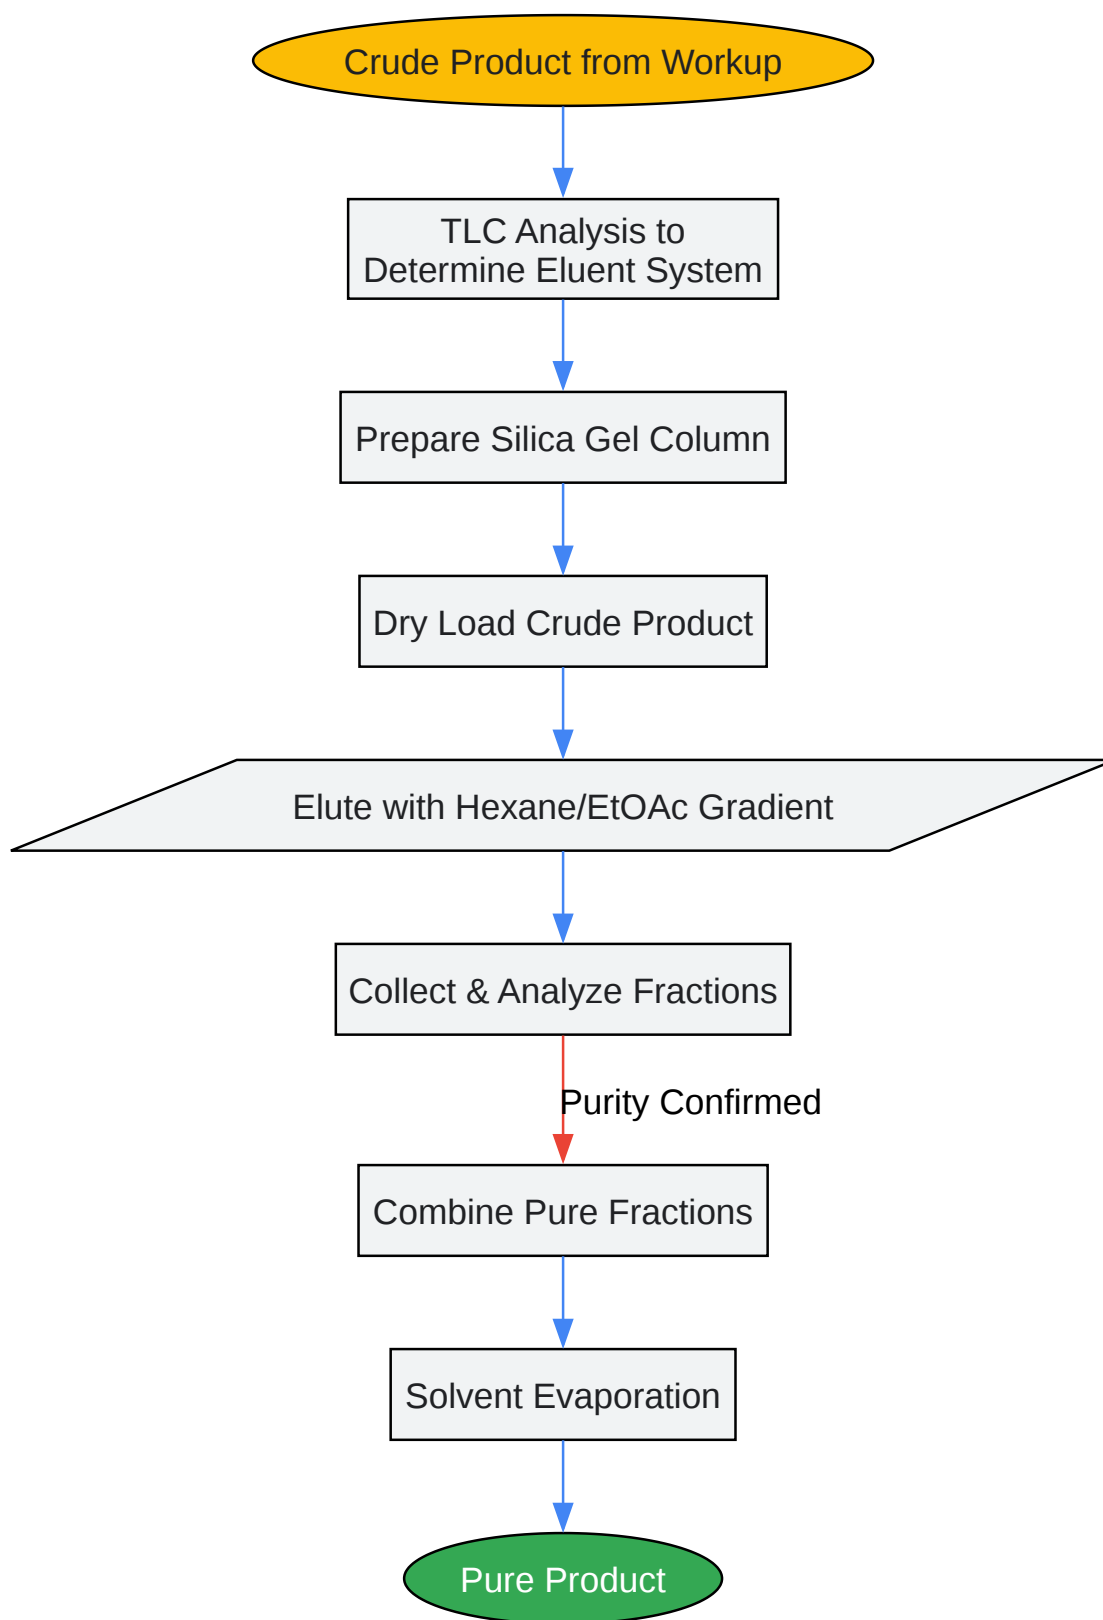 Crude Product from Workup
TLC Analysis to
Determine Eluent System
Prepare Silica Gel Column
Dry Load Crude Product
Elute with Hexane/EtOAc Gradient
Collect & Analyze Fractions
Purity Confirmed
Combine Pure Fractions
Solvent Evaporation
Pure Product